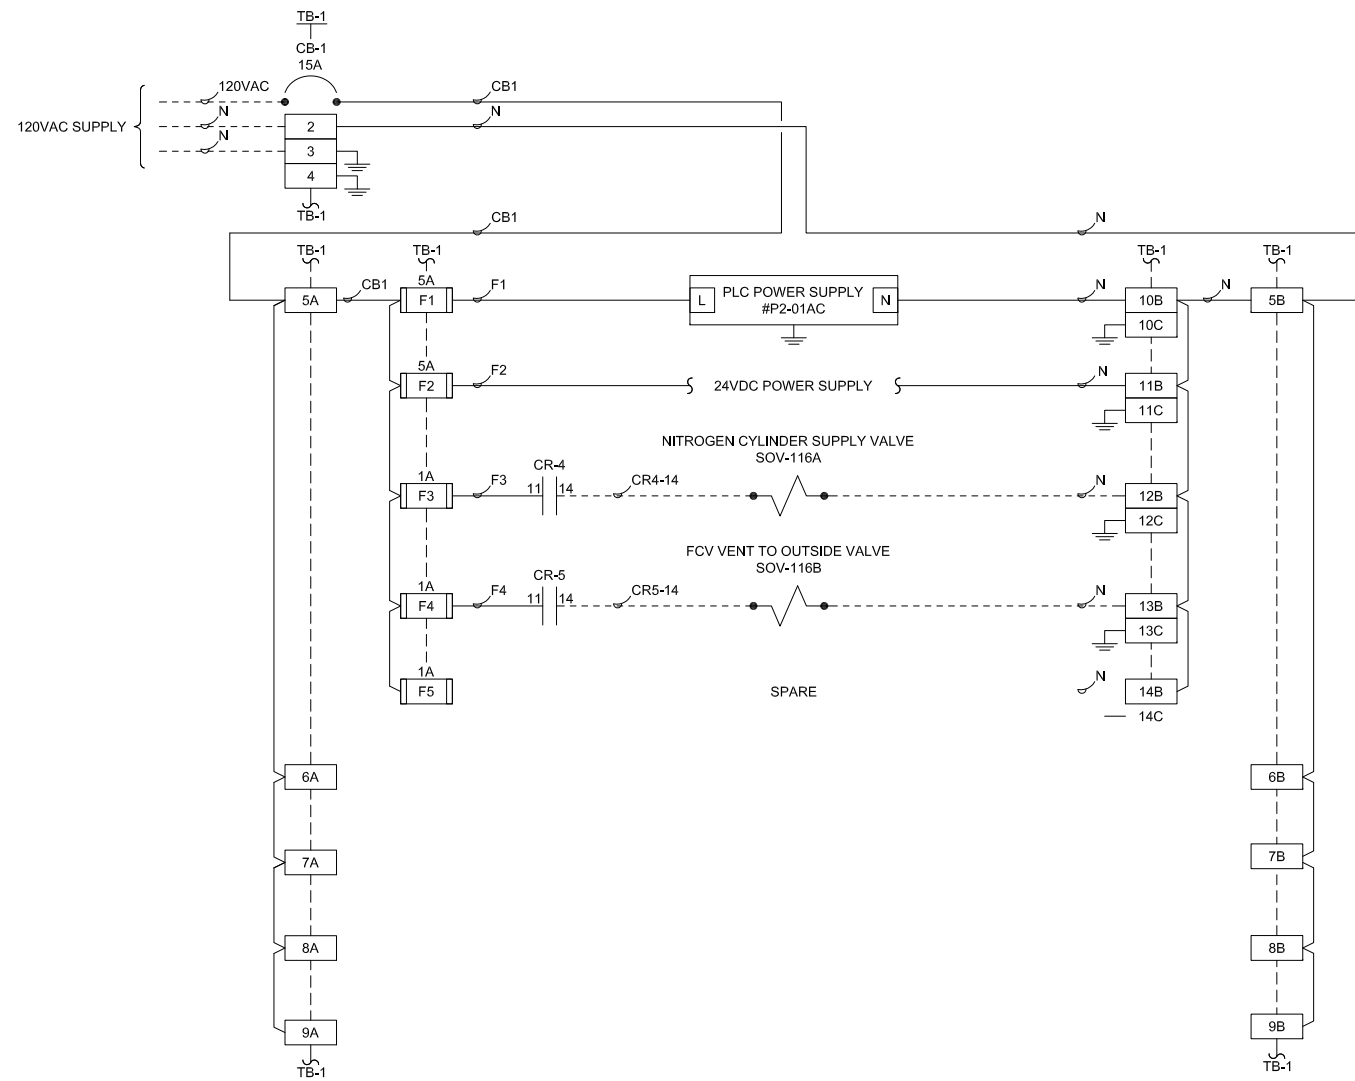 TB-1
CB-1
15A
120VAC CB1
N N
120VAC SUPPLY 2
N
3
4
TB-1
CB1 N
TB-1 TB-1 TB-1 TB-1
5A CB1 5A F1 F1 L PLC POWER SUPPLY N N 10B N 5B
#P2-01AC
10C
5A
F2 F2 24VDC POWER SUPPLY N 11B
11C
NITROGEN CYLINDER SUPPLY VALVE
SOV-116A
CR-4
1A
F3 F3 11 14 CR4-14 N 12B
12C
FCV VENT TO OUTSIDE VALVE
SOV-116B
CR-5
1A
F4 F4 11 14 CR5-14 N 13B
13C
1A
F5 SPARE N 14B
14C
6A 6B
7A 7B
8A 8B
9A 9B
TB-1 TB-1